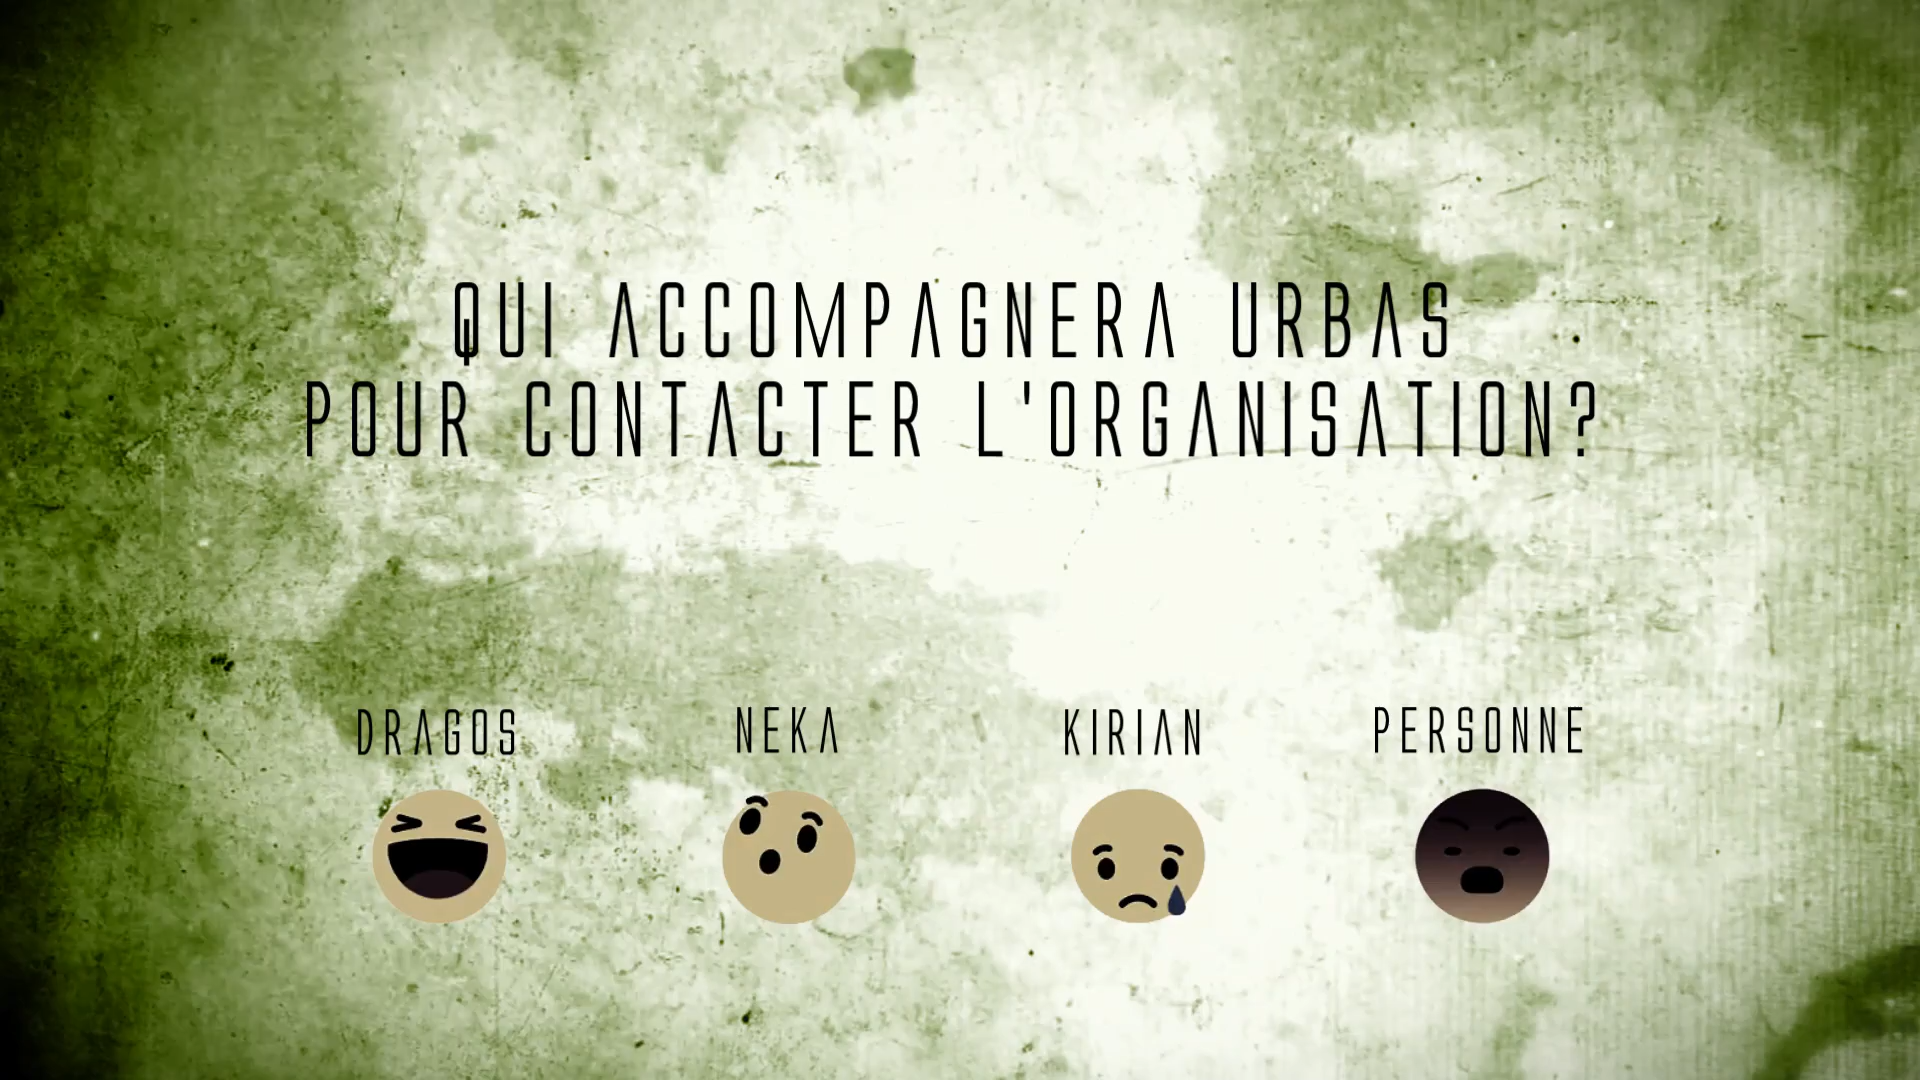 QUI ACCOMPAGNERA URBAS
POUR CONTACTER L'ORGANISATION?
DRAGOS NEKA KIRIAN PERSONNE